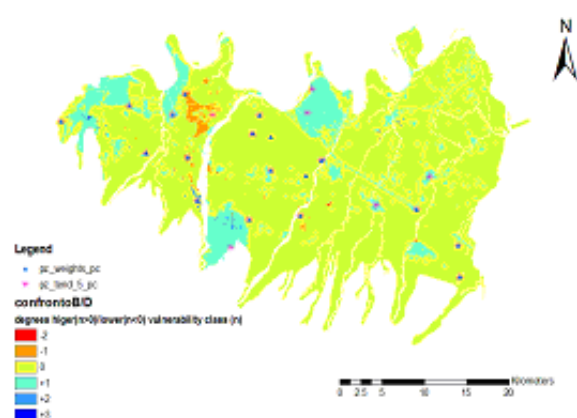 N
Legend
pc_weights_pc
confrontoB/D
degrees higer(n>0)/lower(n<0) vulnerability class (n)
-2
-1
0
+1
+2
+3
Kilometers
0 2.5 5 10 15 20